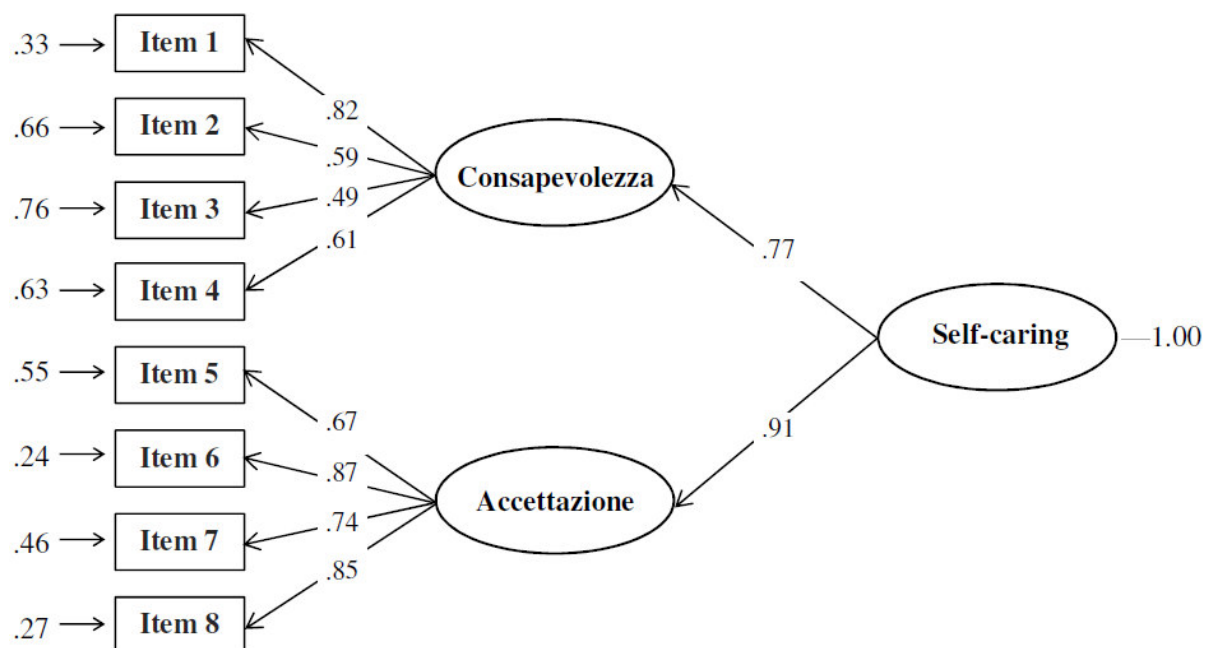 .33 Item 1
.82
.66 Item 2
.59
Consapevolezza
.76 Item 3
.49
.61
.77
.63 Item 4
Self-caring 1.00
.55 Item 5
.67
.91
.24 Item 6
.87
Accettazione
.46 Item 7
.74
.85
.27 Item 8